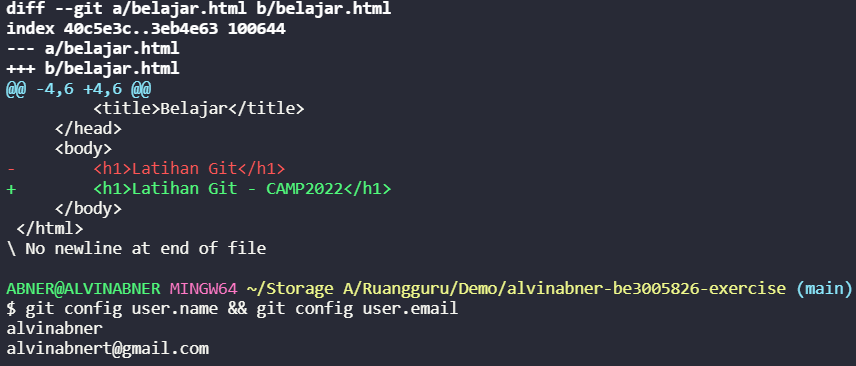 diff --git a/belajar.html b/belajar.html
index 40c5e3c..3eb4e63 100644
--- a/belajar.html
+++ b/belajar.html
@@ -4,6 +4,6 @@
        <title>Belajar</title>
    </head>
    <body>
-        <h1>Latihan Git</h1>
+        <h1>Latihan Git - CAMP2022</h1>
    </body>
</html>
\ No newline at end of file
ABNER@ALVINABNER MINGW64 ~/Storage A/Ruangguru/Demo/alvinabner-be3005826-exercise (main)
$ git config user.name && git config user.email
alvinabner
alvinabnert@gmail.com